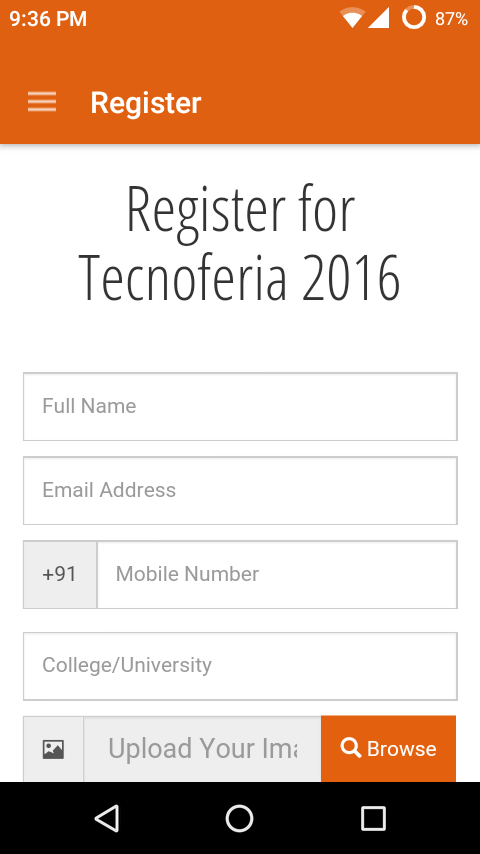 9:36 PM 87%
Register
Register for
Tecnoferia 2016
Full Name
Email Address
+91 Mobile Number
College/University
Upload Your Ima Browse